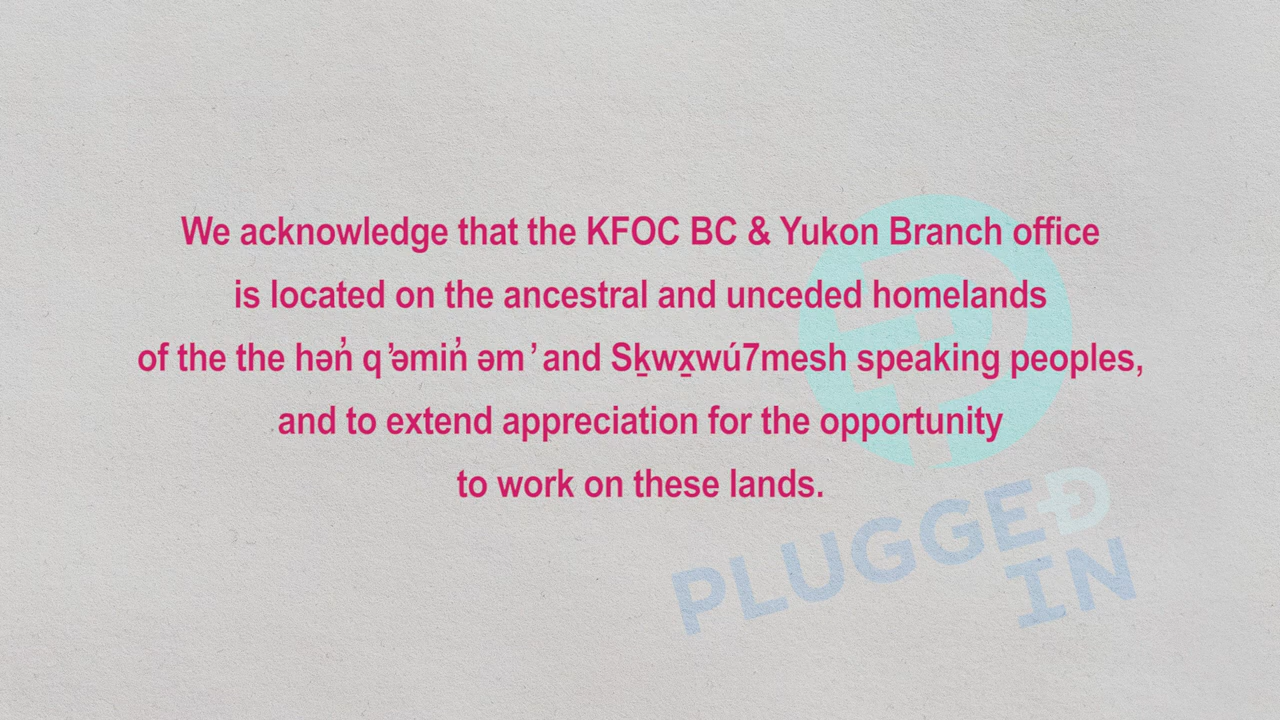 We acknowledge that the KFOC BC & Yukon Branch office
is located on the ancestral and unceded homelands
of the the hən̓ q ̓əmin̓ əm ̓ and Sḵwx̱wú7mesh speaking peoples,
and to extend appreciation for the opportunity
to work on these lands.
PLUGGED
IN